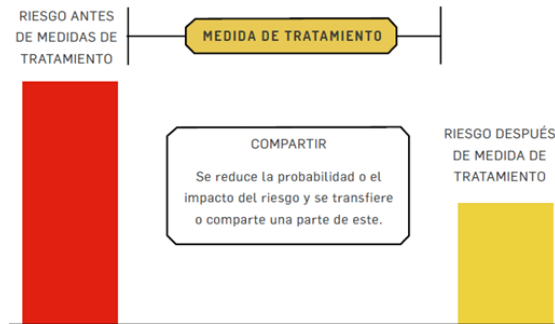 RIESGO ANTES
DE MEDIDAS DE
TRATAMIENTO
MEDIDA DE TRATAMIENTO
COMPARTIR
Se reduce la probabilidad o el
impacto del riesgo y se transfiere
o comparte una parte de este.
RIESGO DESPUÉS
DE MEDIDA DE
TRATAMIENTO